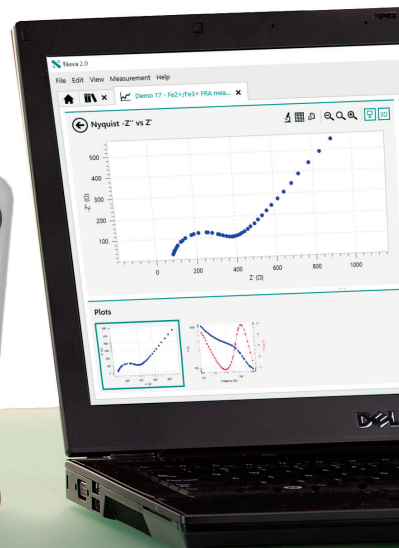 Nova 2.0
File Edit View Measurement Help
Demo 17 - Fe2+/Fe3+ FRA mea...
Nyquist -Z'' vs Z'
3D
500
400
300
200
100
-Z'' (Ω)
0 200 400 600 800 1000
Z' (Ω)
Plots
DELL